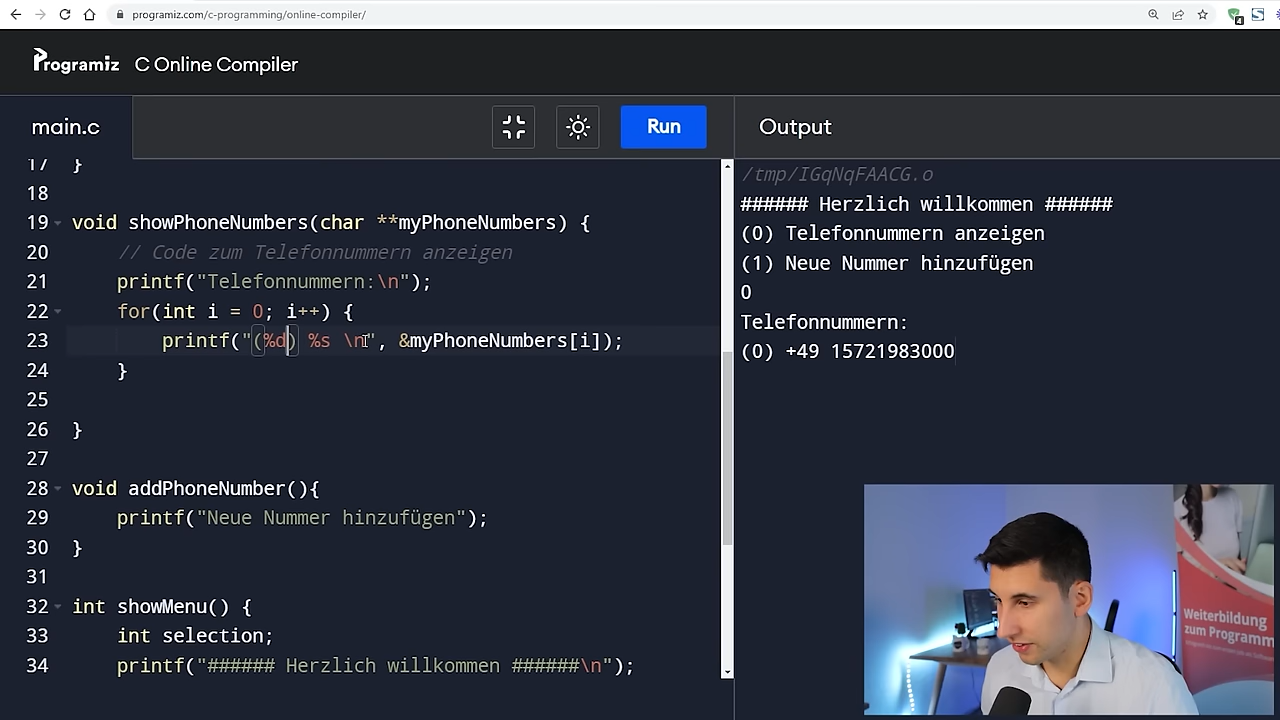 programiz.com/c-programming/online-compiler/
4
Programiz C Online Compiler
main.c
Run
Output
17 }
18
19 void showPhoneNumbers(char **myPhoneNumbers) {
20 // Code zum Telefonnummern anzeigen
21 printf("Telefonnummern:\n");
22 for(int i = 0; i++) {
23 printf("(%d) %s \n", &myPhoneNumbers[i]);
24 }
25
26 }
27
28 void addPhoneNumber(){
29 printf("Neue Nummer hinzufügen");
30 }
31
32 int showMenu() {
33 int selection;
34 printf("###### Herzlich willkommen ######\n");
/tmp/IGqNqFAACG.o
###### Herzlich willkommen ######
(0) Telefonnummern anzeigen
(1) Neue Nummer hinzufügen
0
Telefonnummern:
(0) +49 15721983000
Weiterbildung
zum Programm